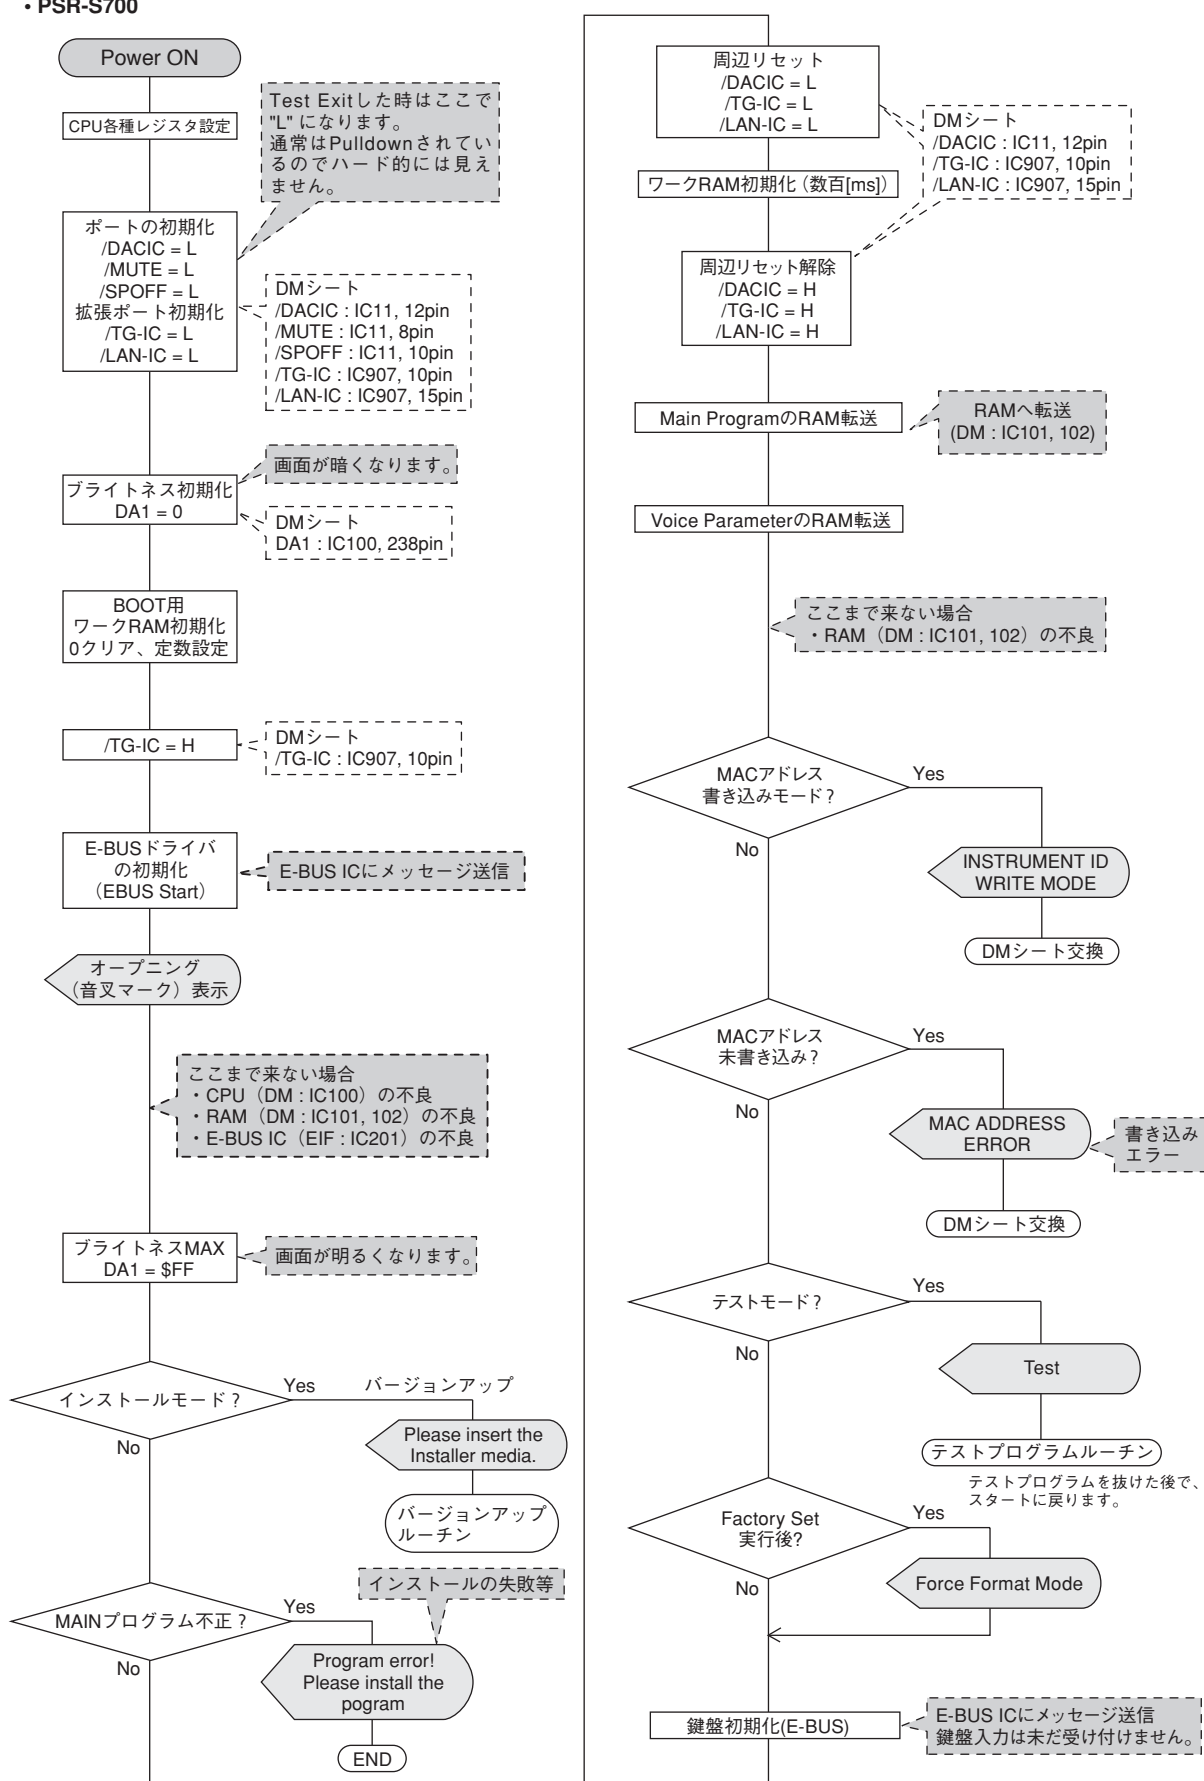 • PSR-S700
Power ON
CPU各種レジスタ設定
Test Exitした時はここで
"L" になります。
通常はPulldownされてい
るのでハード的には見え
ません。
ポートの初期化
/DACIC = L
/MUTE = L
/SPOFF = L
拡張ポート初期化
/TG-IC = L
/LAN-IC = L
DMシート
/DACIC : IC11, 12pin
/MUTE : IC11, 8pin
/SPOFF : IC11, 10pin
/TG-IC : IC907, 10pin
/LAN-IC : IC907, 15pin
画面が暗くなります。
ブライトネス初期化
DA1 = 0
DMシート
DA1 : IC100, 238pin
BOOT用
ワークRAM初期化
0クリア、定数設定
/TG-IC = H
DMシート
/TG-IC : IC907, 10pin
E-BUSドライバ
の初期化
（EBUS Start）
E-BUS ICにメッセージ送信
オープニング
（音叉マーク）表示
ここまで来ない場合
・CPU（DM : IC100）の不良
・RAM（DM : IC101, 102）の不良
・E-BUS IC（EIF : IC201）の不良
ブライトネスMAX
DA1 = $FF
画面が明るくなります。
インストールモード？
Yes
バージョンアップ
No
Please insert the
Installer media.
バージョンアップ
ルーチン
インストールの失敗等
MAINプログラム不正？
Yes
No
Program error!
Please install the
pogram
END
周辺リセット
/DACIC = L
/TG-IC = L
/LAN-IC = L
DMシート
/DACIC : IC11, 12pin
/TG-IC : IC907, 10pin
/LAN-IC : IC907, 15pin
ワークRAM初期化（数百[ms]）
周辺リセット解除
/DACIC = H
/TG-IC = H
/LAN-IC = H
Main ProgramのRAM転送
RAMへ転送
(DM : IC101, 102)
Voice ParameterのRAM転送
ここまで来ない場合
・RAM（DM : IC101, 102）の不良
MACアドレス
書き込みモード？
Yes
No
INSTRUMENT ID
WRITE MODE
DMシート交換
MACアドレス
未書き込み？
Yes
No
MAC ADDRESS
ERROR
書き込み
エラー
DMシート交換
テストモード？
Yes
No
Test
テストプログラムルーチン
テストプログラムを抜けた後で、
スタートに戻ります。
Factory Set
実行後?
Yes
No
Force Format Mode
鍵盤初期化(E-BUS)
E-BUS ICにメッセージ送信
鍵盤入力は未だ受け付けません。